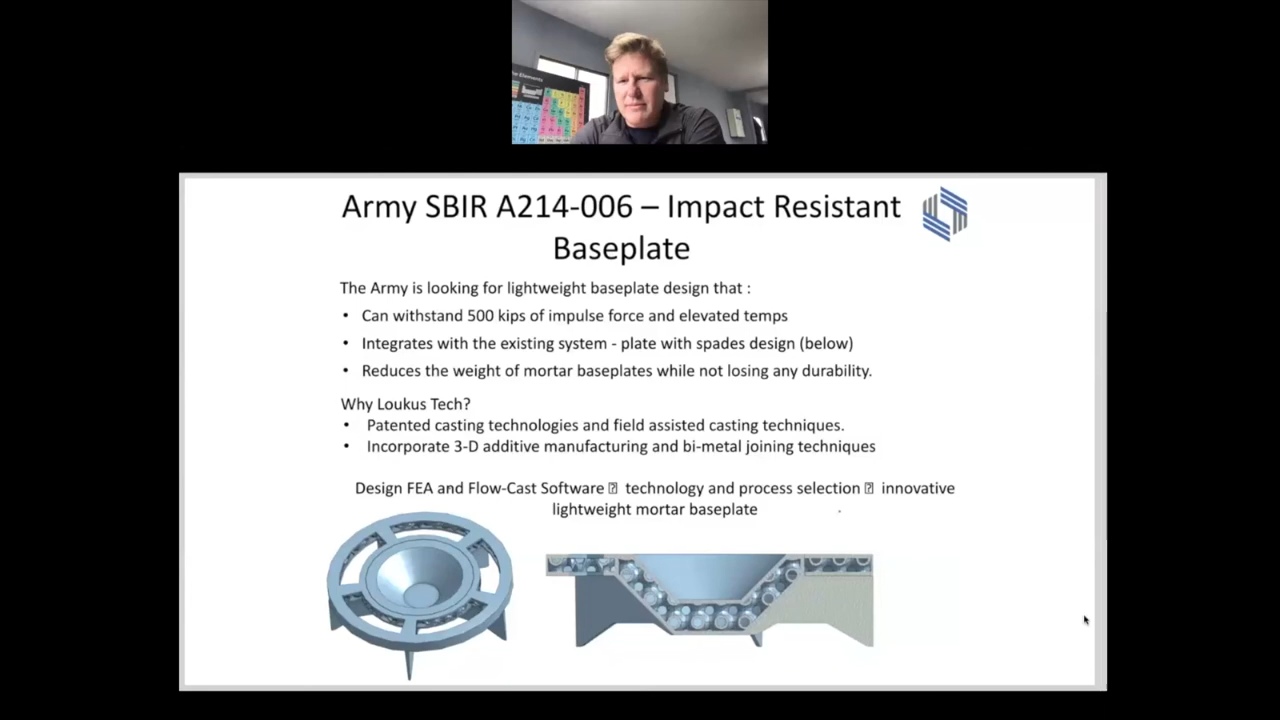 The Elements
Army SBIR A214-006 – Impact Resistant
Baseplate
The Army is looking for lightweight baseplate design that :
• Can withstand 500 kips of impulse force and elevated temps
• Integrates with the existing system - plate with spades design (below)
• Reduces the weight of mortar baseplates while not losing any durability.
Why Loukus Tech?
• Patented casting technologies and field assisted casting techniques.
• Incorporate 3-D additive manufacturing and bi-metal joining techniques
Design FEA and Flow-Cast Software ⍰ technology and process selection ⍰ innovative
lightweight mortar baseplate